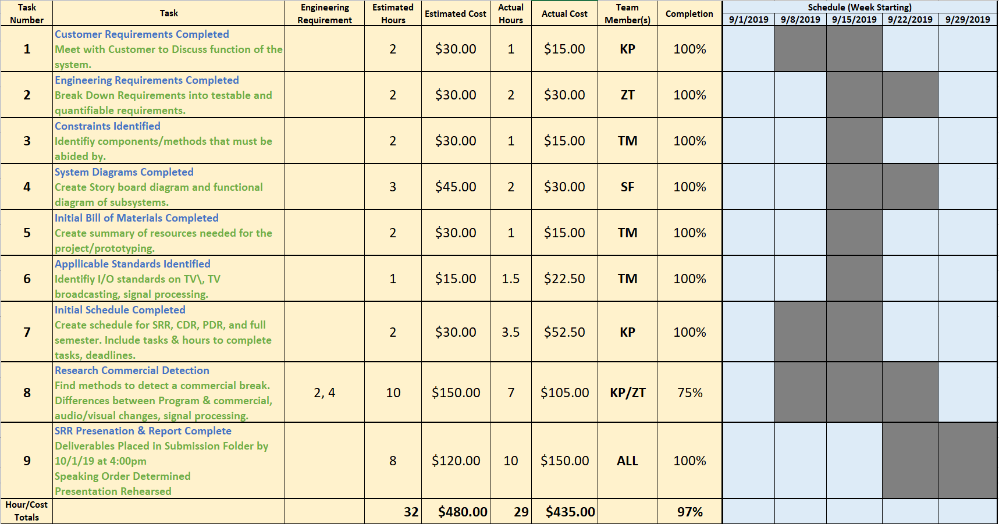 Task Number Task Engineering Requirement Estimated Hours Estimated Cost Actual Hours Actual Cost Team Member(s) Completion Schedule (Week Starting)
9/1/2019 9/8/2019 9/15/2019 9/22/2019 9/29/2019
Customer Requirements Completed
1 Meet with Customer to Discuss function of the 2 $30.00 1 $15.00 KP 100%
system.
Engineering Requirements Completed
2 Break Down Requirements into testable and 2 $30.00 2 $30.00 ZT 100%
quantifiable requirements.
Constraints Identified
3 Identifiy components/methods that must be 2 $30.00 1 $15.00 TM 100%
abided by.
System Diagrams Completed
4 Create Story board diagram and functional 3 $45.00 2 $30.00 SF 100%
diagram of subsystems.
Initial Bill of Materials Completed
5 Create summary of resources needed for the 2 $30.00 1 $15.00 TM 100%
project/prototyping.
Appllicable Standards Identified
6 Identifiy I/O standards on TV\, TV 1 $15.00 1.5 $22.50 TM 100%
broadcasting, signal processing.
Initial Schedule Completed
Create schedule for SRR, CDR, PDR, and full
7 semester. Include tasks & hours to complete 2 $30.00 3.5 $52.50 KP 100%
tasks, deadlines.
Research Commercial Detection
Find methods to detect a commercial break.
8 Differences between Program & commercial, 2, 4 10 $150.00 7 $105.00 KP/ZT 75%
audio/visual changes, signal processing.
SRR Presenation & Report Complete
Deliverables Placed in Submission Folder by
9 10/1/19 at 4:00pm 8 $120.00 10 $150.00 ALL 100%
Speaking Order Determined
Presentation Rehearsed
Hour/Cost Totals 32 $480.00 29 $435.00 97%